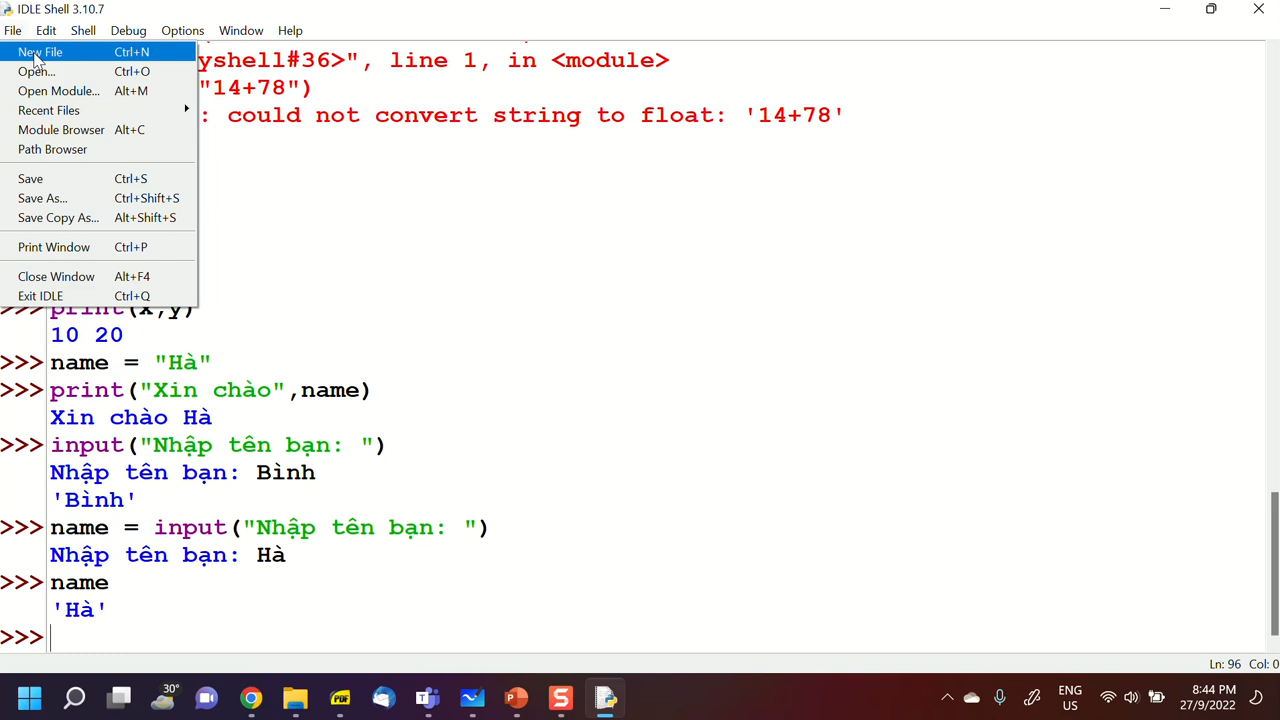 IDLE Shell 3.10.7
File Edit Shell Debug Options Window Help
New File Ctrl+N
Open... Ctrl+O
Open Module... Alt+M
Recent Files
Module Browser Alt+C
Path Browser
Save Ctrl+S
Save As... Ctrl+Shift+S
Save Copy As... Alt+Shift+S
Print Window Ctrl+P
Close Window Alt+F4
Exit IDLE Ctrl+Q
yshell#36>", line 1, in <module>
"14+78")
: could not convert string to float: '14+78'
>>> print(x,y)
10 20
>>> name = "Hà"
>>> print("Xin chào",name)
Xin chào Hà
>>> input("Nhập tên bạn: ")
Nhập tên bạn: Bình
'Bình'
>>> name = input("Nhập tên bạn: ")
Nhập tên bạn: Hà
>>> name
'Hà'
>>>
Ln: 96 Col: 0
30°
PDF
ENG
US
8:44 PM
27/9/2022